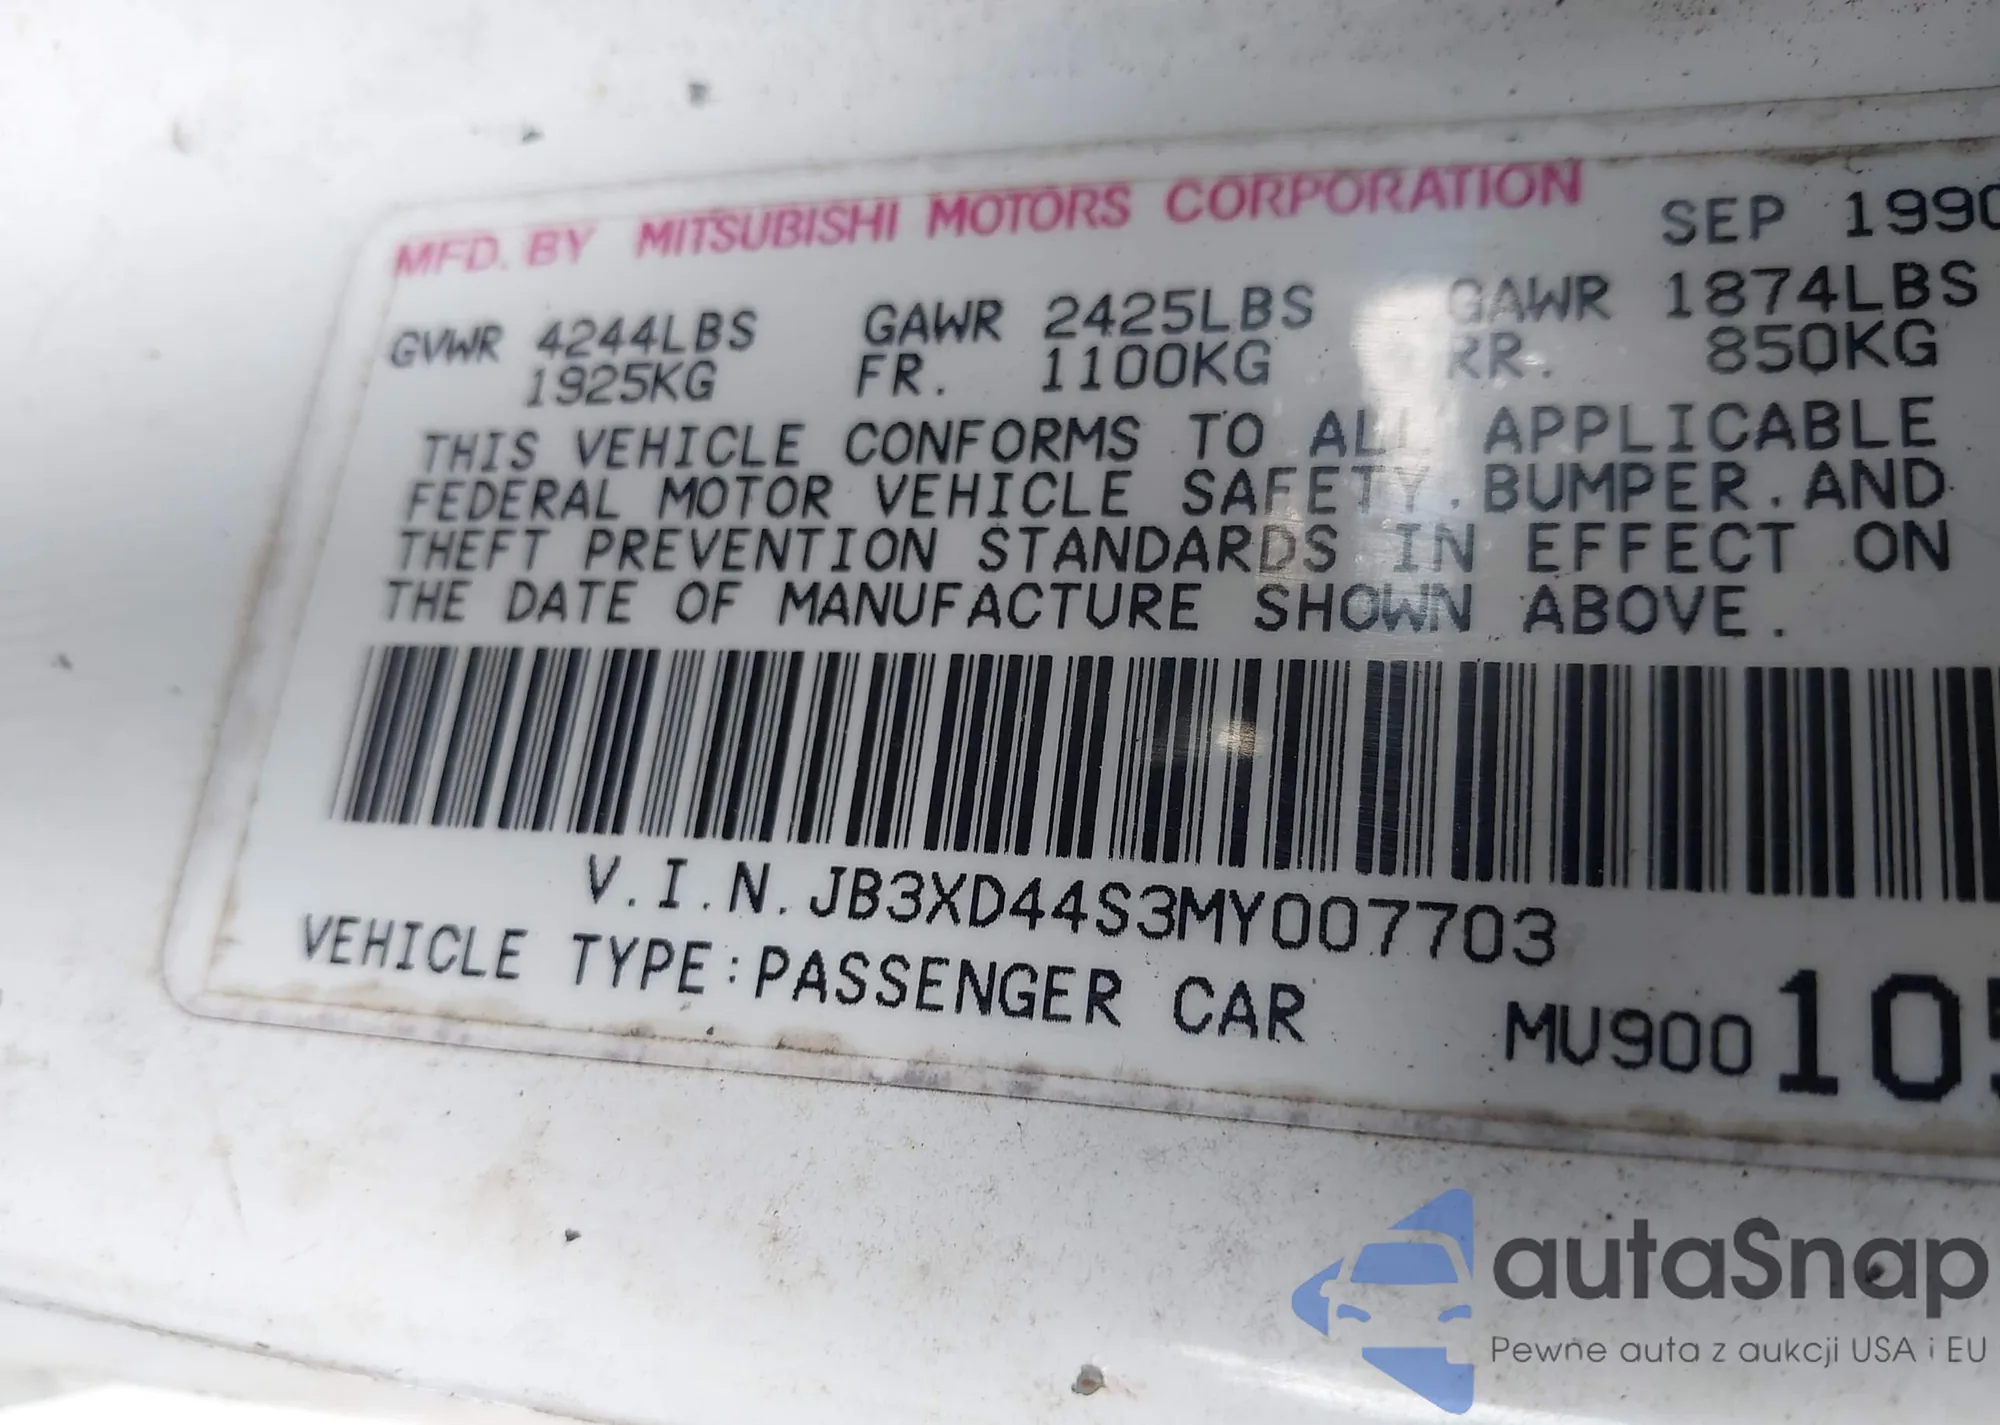 MFD. BY MITSUBISHI MOTORS CORPORATION SEP 1990
GVWR 4244LBS GAWR 2425LBS GAWR 1874LBS
1925KG FR. 1100KG RR. 850KG
THIS VEHICLE CONFORMS TO ALL APPLICABLE
FEDERAL MOTOR VEHICLE SAFETY.BUMPER.AND
THEFT PREVENTION STANDARDS IN EFFECT ON
THE DATE OF MANUFACTURE SHOWN ABOVE.
V.I.N.JB3XD44S3MY007703
VEHICLE TYPE:PASSENGER CAR
MV900 105
autaSnap
Pewne auta z aukcji USA i EU